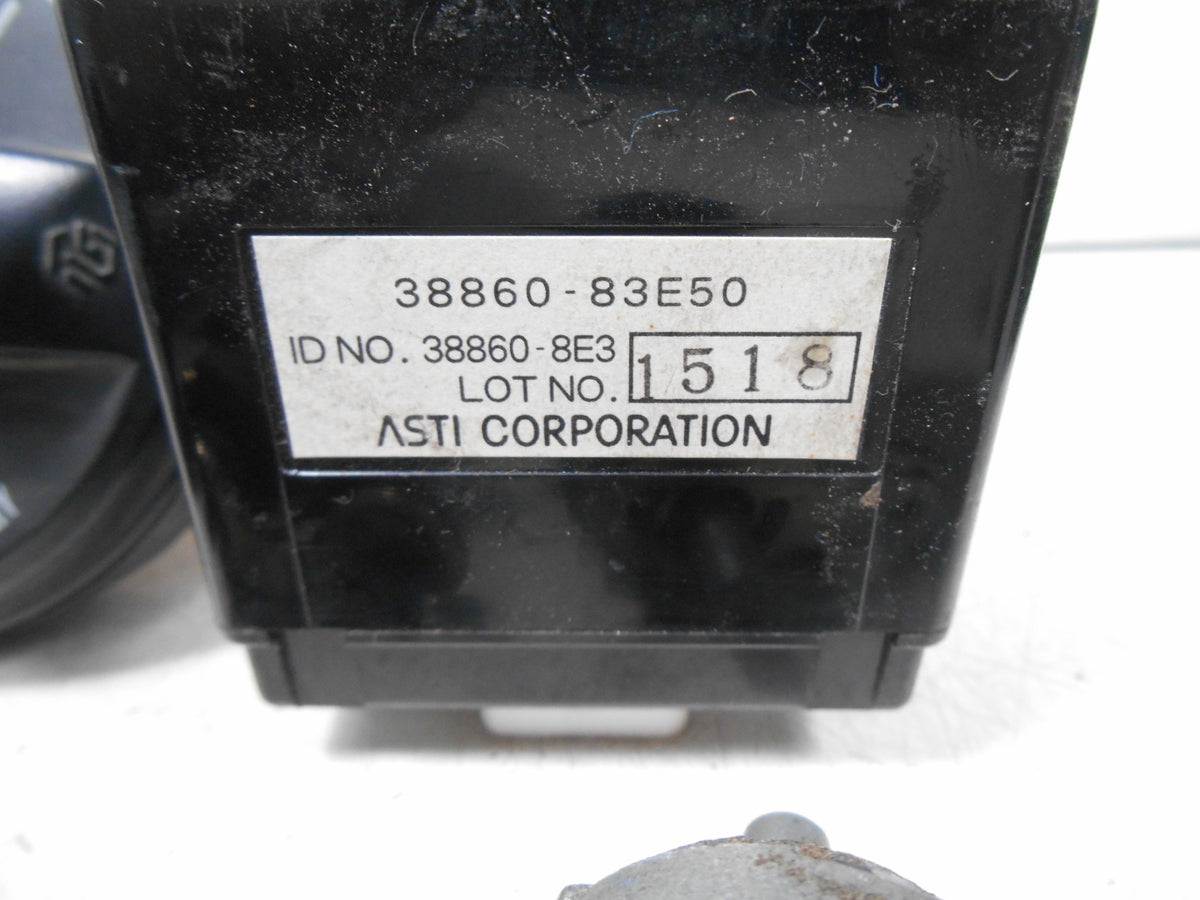 38860-83E50
ID NO. 38860-8E3
LOT NO. 1518
ASTI CORPORATION